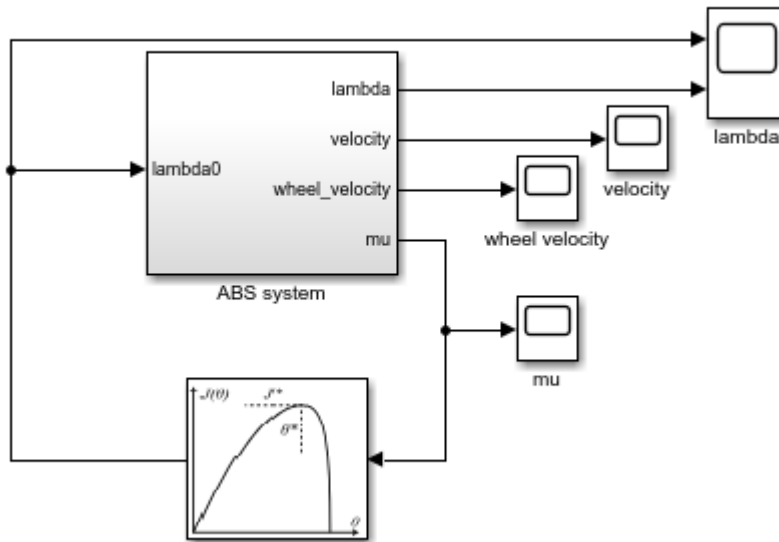 lambda
lambda
velocity
lambda0
wheel_velocity
velocity
mu
wheel velocity
ABS system
mu
J(θ)
J*
θ*
θ